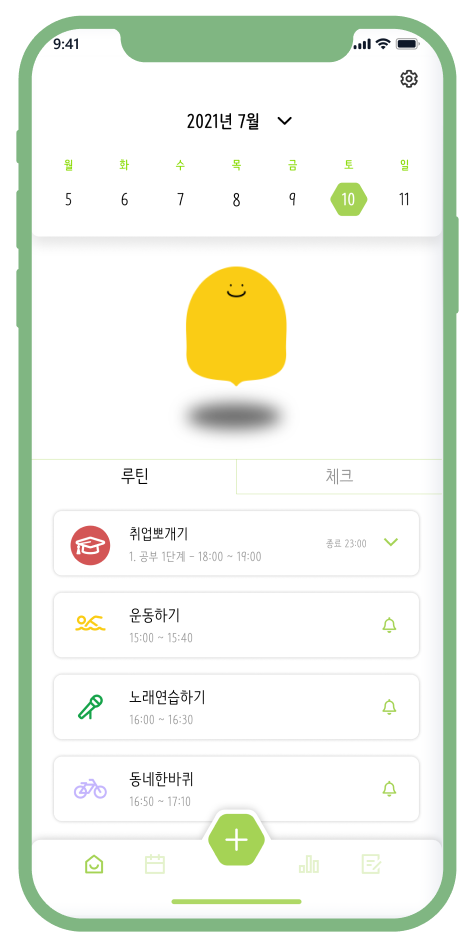 9:41
2021년 7월
월 화 수 목 금 토 일
5 6 7 8 9 10 11
루틴 체크
취업뽀개기
1. 공부 1단계 - 18:00 ~ 19:00
종료 23:00
운동하기
15:00 ~ 15:40
노래연습하기
16:00 ~ 16:30
동네한바퀴
16:50 ~ 17:10